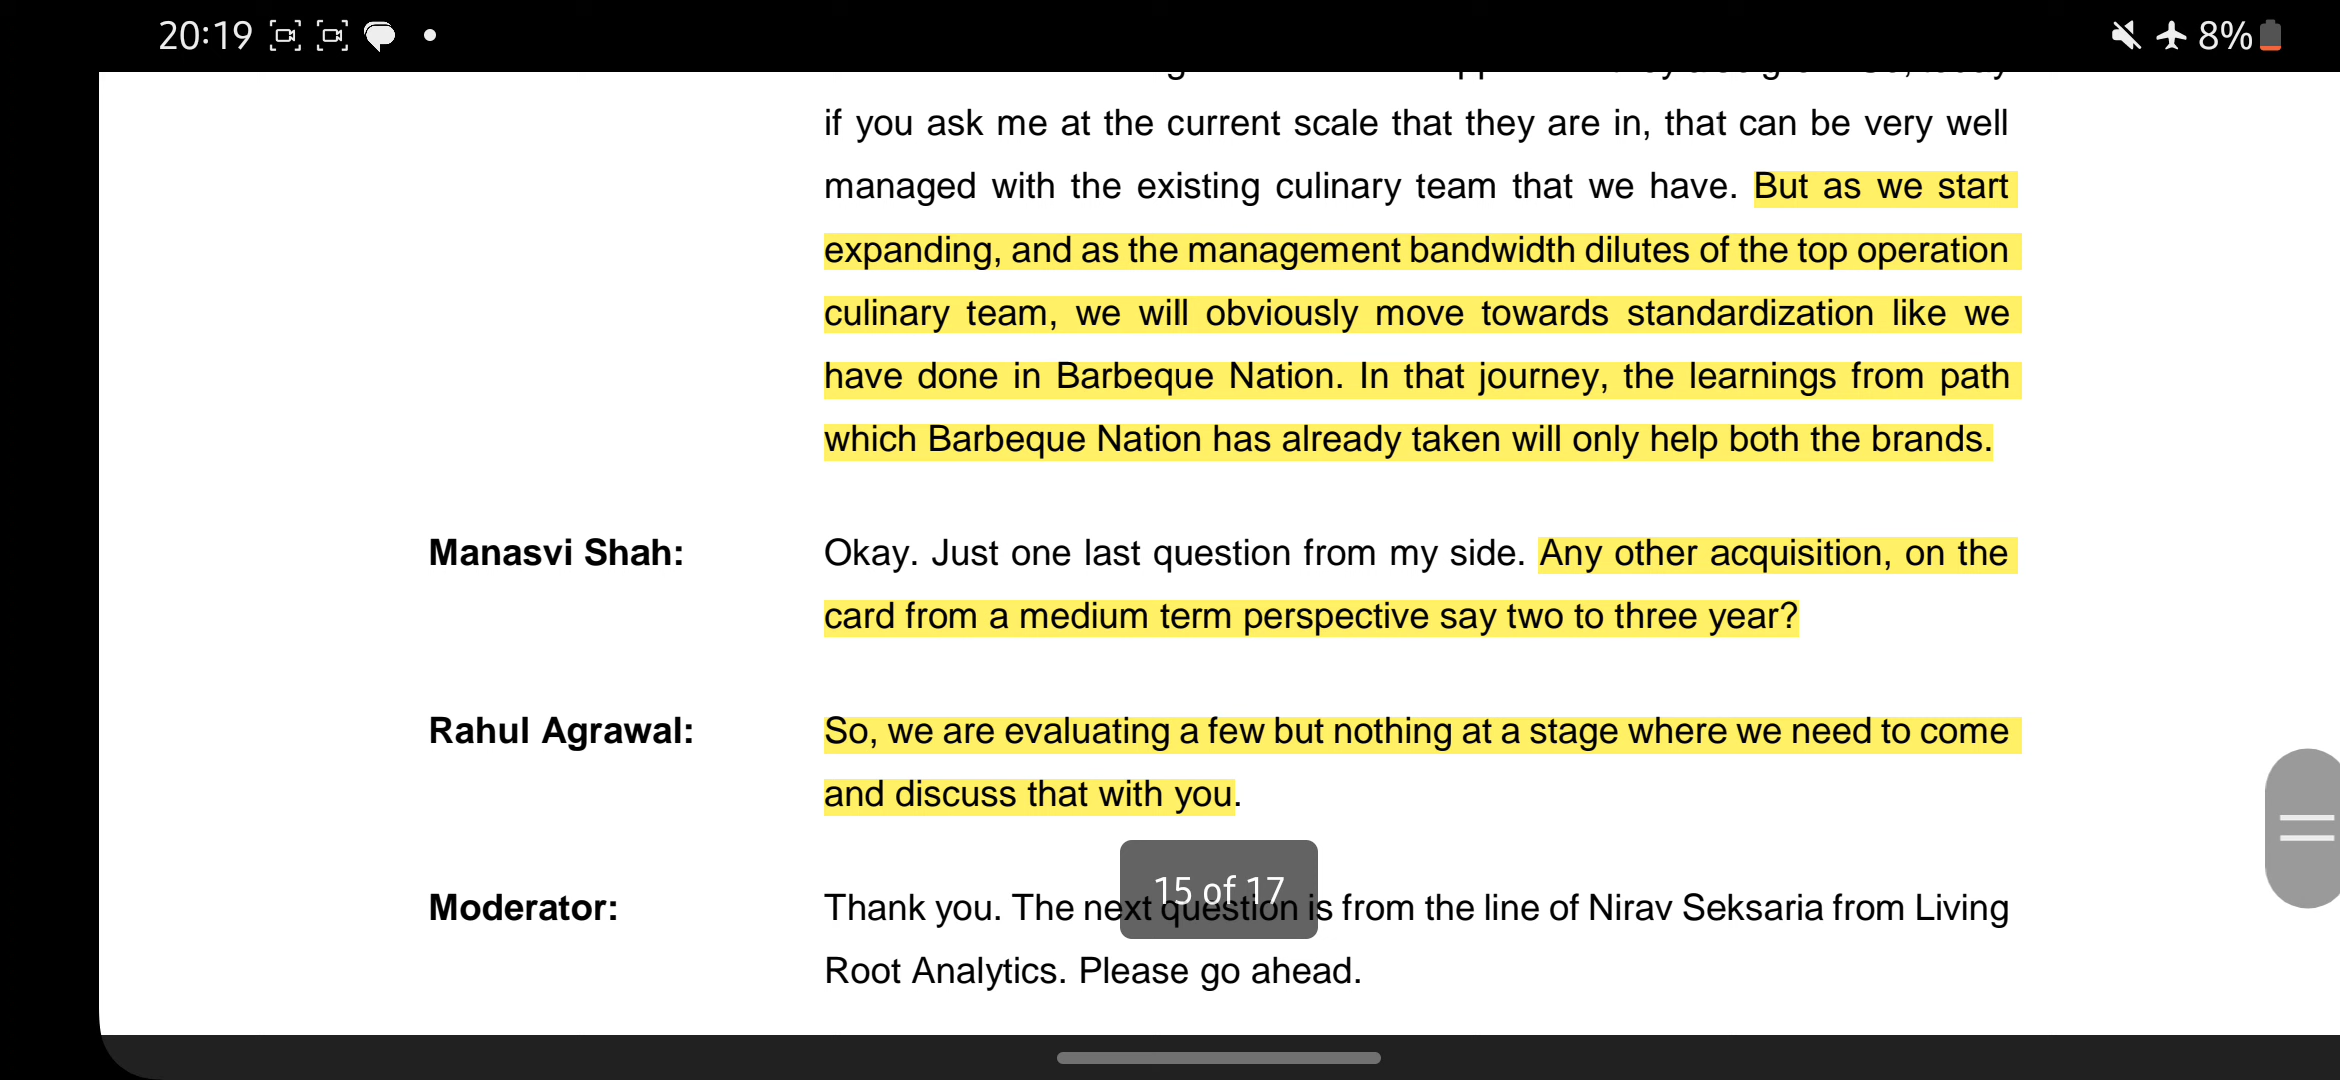 20:19
8%
if you ask me at the current scale that they are in, that can be very well
managed with the existing culinary team that we have. But as we start
expanding, and as the management bandwidth dilutes of the top operation
culinary team, we will obviously move towards standardization like we
have done in Barbeque Nation. In that journey, the learnings from path
which Barbeque Nation has already taken will only help both the brands.
Manasvi Shah: Okay. Just one last question from my side. Any other acquisition, on the
card from a medium term perspective say two to three year?
Rahul Agrawal: So, we are evaluating a few but nothing at a stage where we need to come
and discuss that with you.
Moderator: Thank you. The next question is from the line of Nirav Seksaria from Living
Root Analytics. Please go ahead.
15 of 17